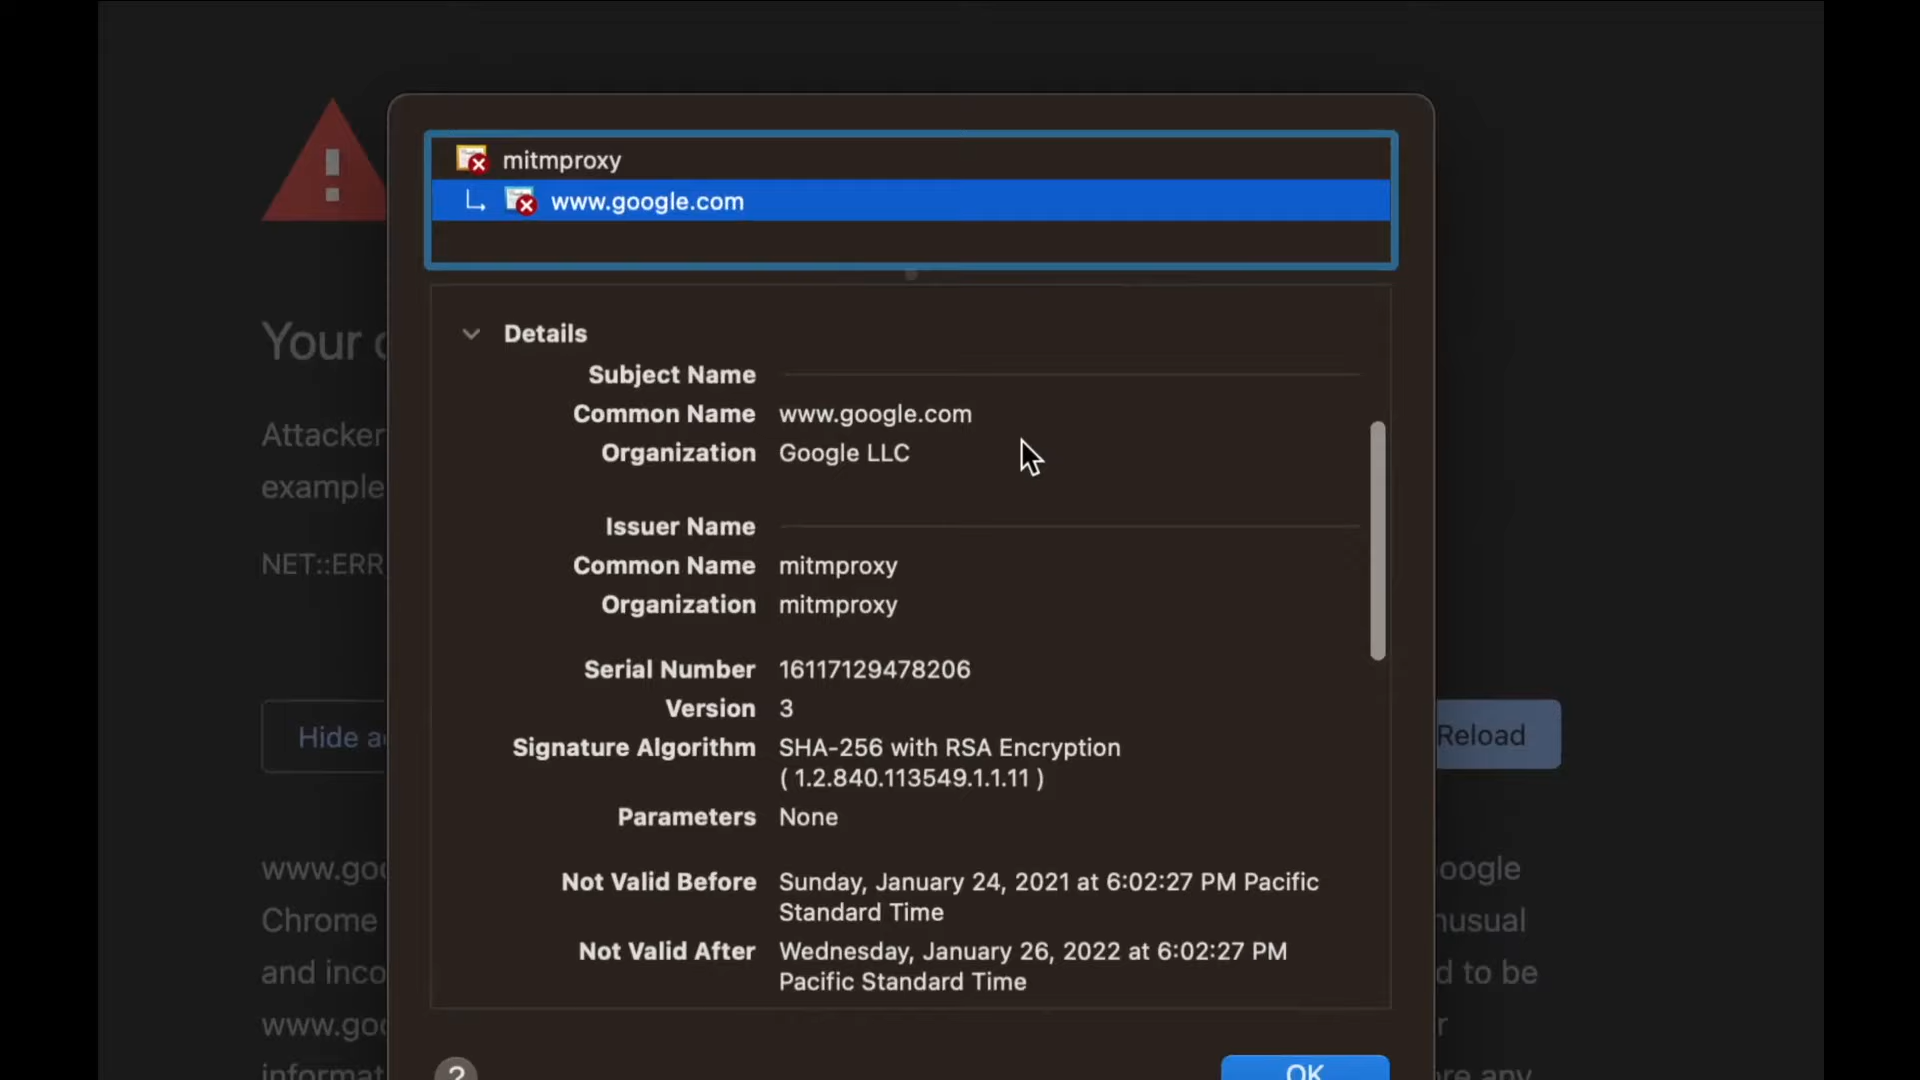 mitmproxy
www.google.com
Details
Subject Name
Common Name www.google.com
Organization Google LLC
Issuer Name
Common Name mitmproxy
Organization mitmproxy
Serial Number 16117129478206
Version 3
Signature Algorithm SHA-256 with RSA Encryption
( 1.2.840.113549.1.1.11 )
Parameters None
Not Valid Before Sunday, January 24, 2021 at 6:02:27 PM Pacific
Standard Time
Not Valid After Wednesday, January 26, 2022 at 6:02:27 PM
Pacific Standard Time
?
OK
!
Your
Attacker
example
NET::ERR
Hide
Reload
Chrome
and
d to be
any